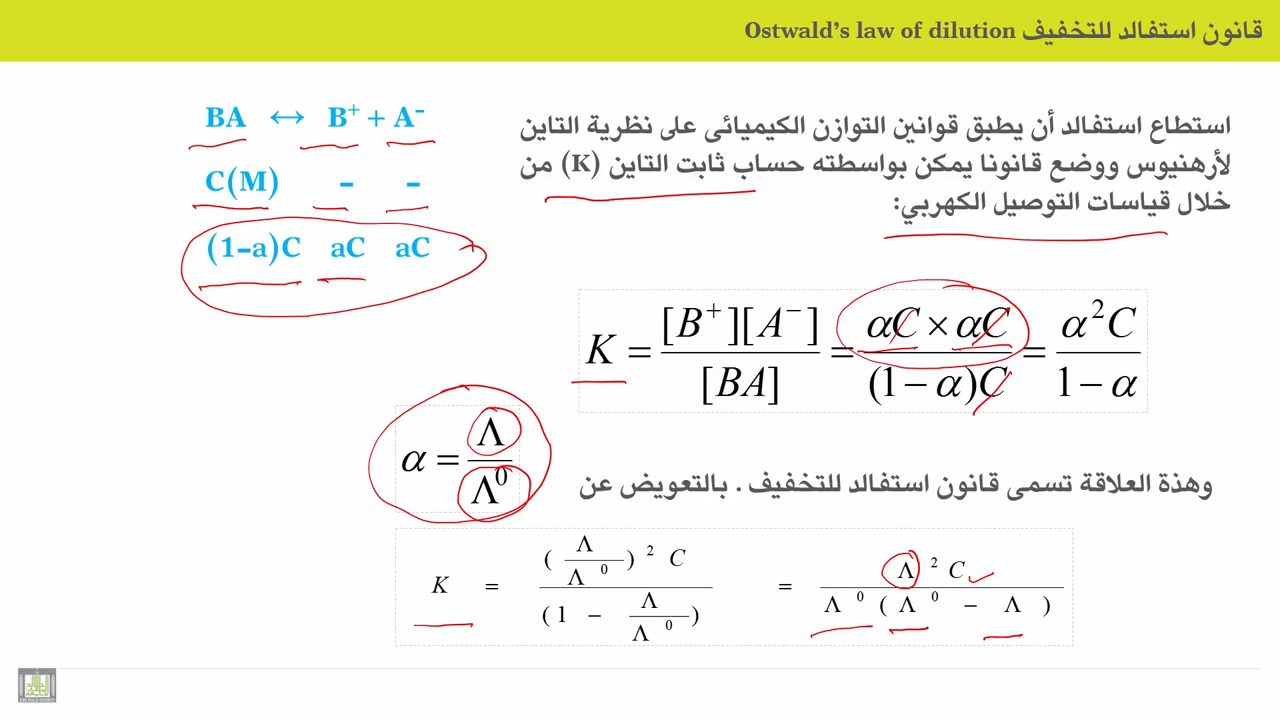 قانون استفالد للتخفيف Ostwald's law of dilution
BA ↔ B⁺ + A⁻
C(M) - -
(1-a)C aC aC
استطاع استفالد أن يطبق قوانين التوازن الكيميائى على نظرية التاين
لأرهنيوس ووضع قانونا يمكن بواسطته حساب ثابت التاين (K) من
خلال قياسات التوصيل الكهربي:
K = [B⁺][A⁻] / [BA] = αC × αC / (1 − α)C = α²C / 1 − α
α = Λ / Λ⁰
وهذة العلاقة تسمى قانون استفالد للتخفيف . بالتعويض عن
K = (Λ / Λ⁰)² C / (1 − Λ / Λ⁰) = Λ² C / Λ⁰ (Λ⁰ − Λ)